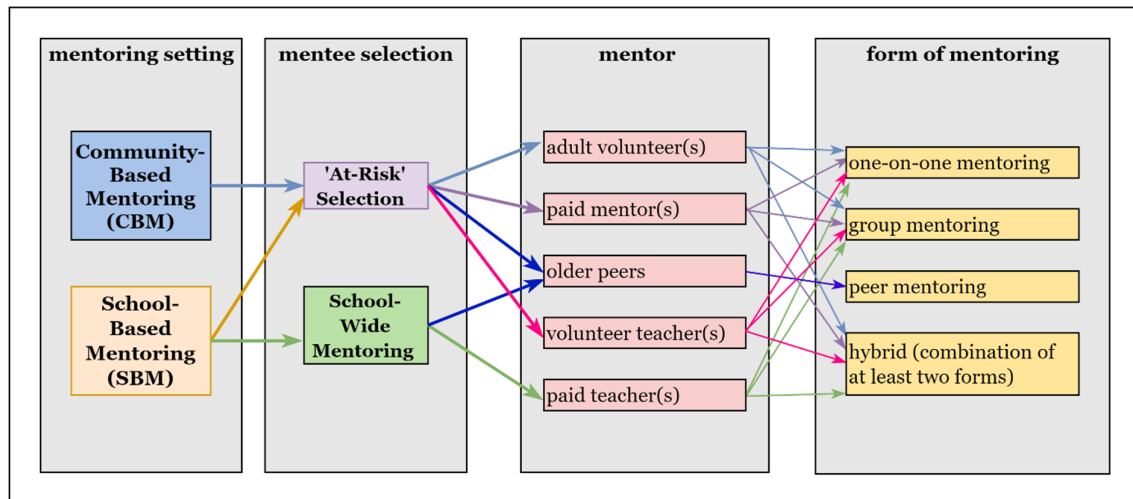 mentoring setting
Community-
Based
Mentoring
(CBM)
School-
Based
Mentoring
(SBM)
mentee selection
'At-Risk'
Selection
School-
Wide
Mentoring
mentor
adult volunteer(s)
paid mentor(s)
older peers
volunteer teacher(s)
paid teacher(s)
form of mentoring
one-on-one mentoring
group mentoring
peer mentoring
hybrid (combination of
at least two forms)